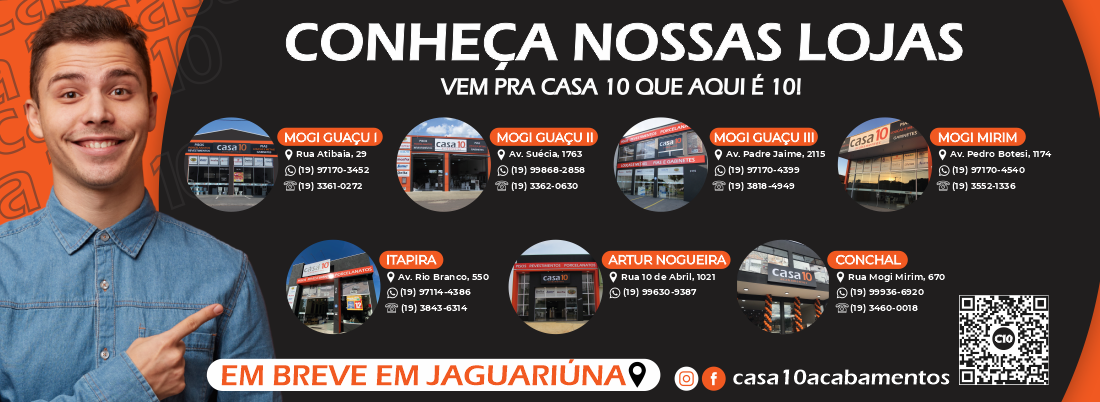 CONHEÇA NOSSAS LOJAS
VEM PRA CASA 10 QUE AQUI É 10!
MOGI GUAÇU I
Rua Atibaia, 29
(19) 97170-3452
(19) 3361-0272
MOGI GUAÇU II
Av. Suécia, 1763
(19) 99868-2858
(19) 3362-0630
MOGI GUAÇU III
Av. Padre Jaime, 2115
(19) 97170-4399
(19) 3818-4949
MOGI MIRIM
Av. Pedro Botesi, 1174
(19) 97170-4540
(19) 3552-1336
ITAPIRA
Av. Rio Branco, 550
(19) 97114-4386
(19) 3843-6314
ARTUR NOGUEIRA
Rua 10 de Abril, 1021
(19) 99630-9387
CONCHAL
Rua Mogi Mirim, 670
(19) 99936-6920
(19) 3460-0018
C10
EM BREVE EM JAGUARIÚNA
casa10acabamentos